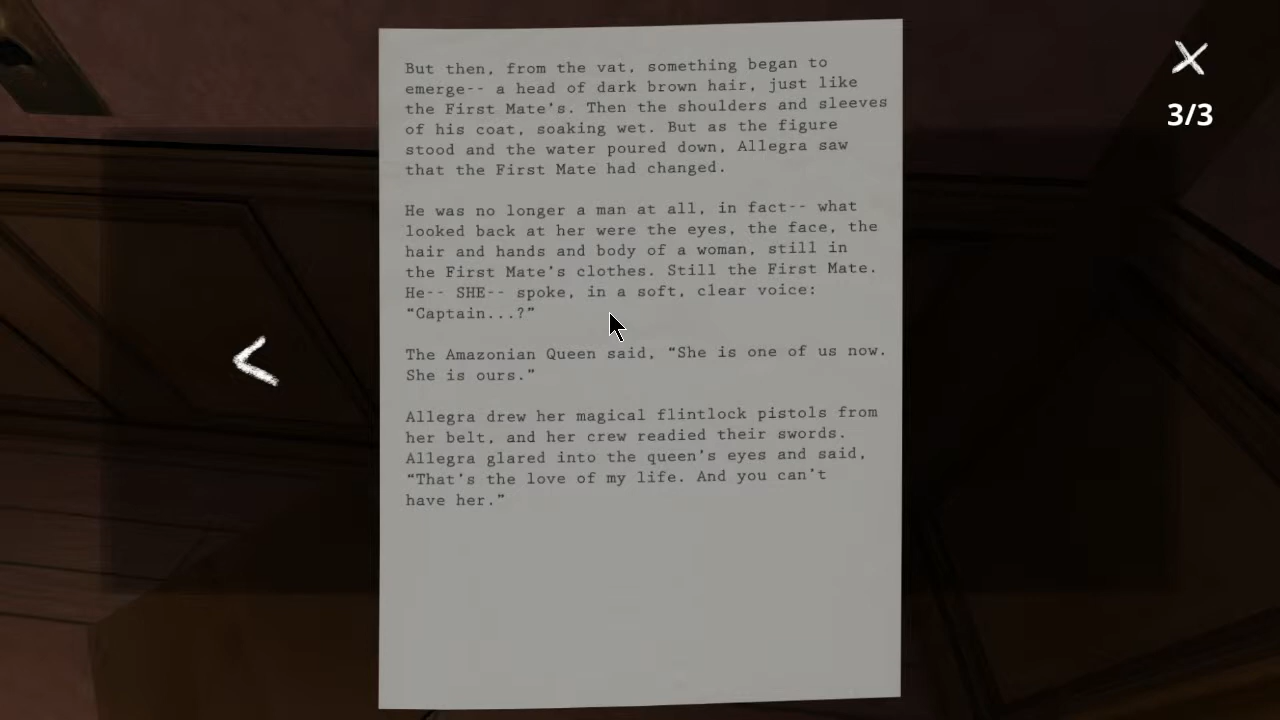 But then, from the vat, something began to
emerge-- a head of dark brown hair, just like
the First Mate's. Then the shoulders and sleeves
of his coat, soaking wet. But as the figure
stood and the water poured down, Allegra saw
that the First Mate had changed.
He was no longer a man at all, in fact-- what
looked back at her were the eyes, the face, the
hair and hands and body of a woman, still in
the First Mate's clothes. Still the First Mate.
He-- SHE-- spoke, in a soft, clear voice:
“Captain...?”
The Amazonian Queen said, “She is one of us now.
She is ours.”
Allegra drew her magical flintlock pistols from
her belt, and her crew readied their swords.
Allegra glared into the queen's eyes and said,
“That's the love of my life. And you can't
have her.”
3/3